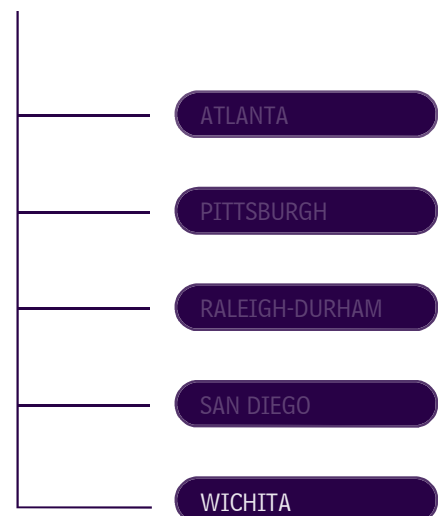 ATLANTA
PITTSBURGH
RALEIGH-DURHAM
SAN DIEGO
WICHITA